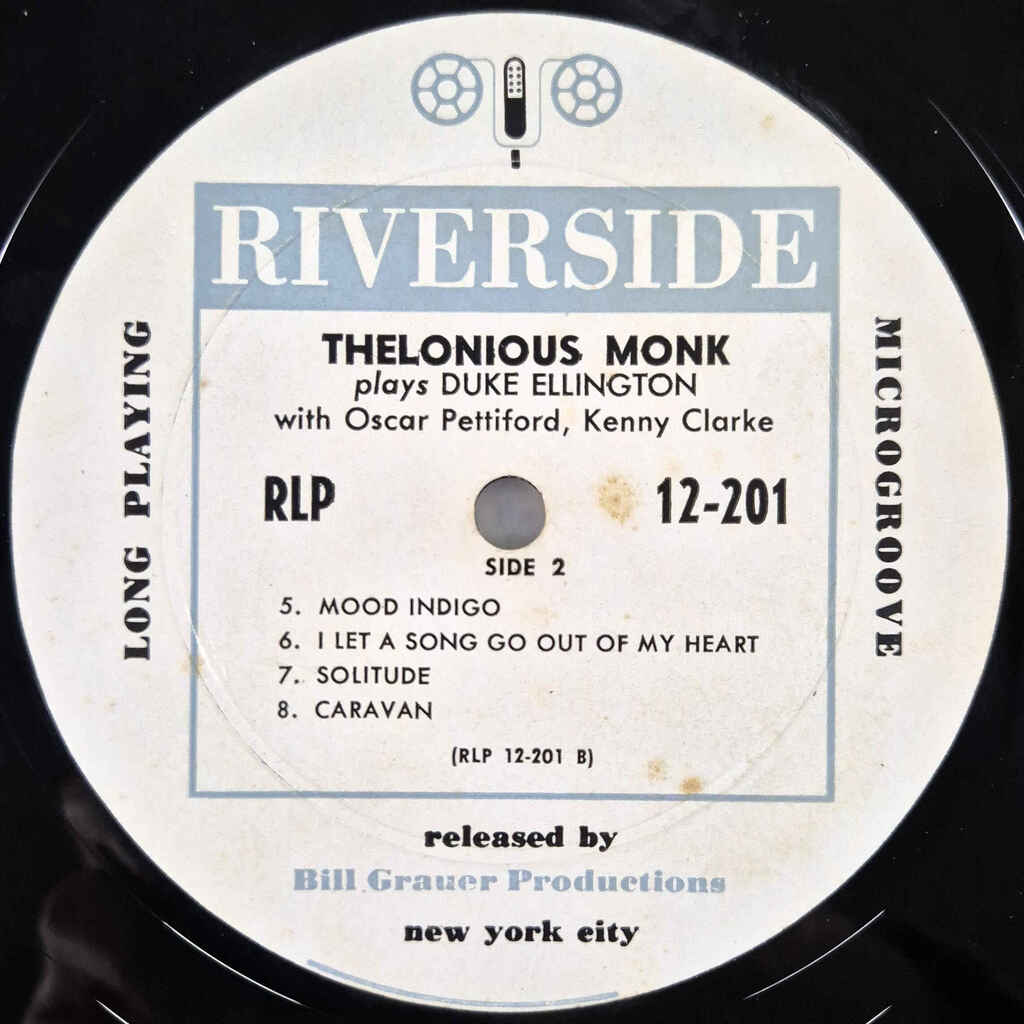 RIVERSIDE
THELONIOUS MONK
plays DUKE ELLINGTON
with Oscar Pettiford, Kenny Clarke
RLP 12-201
SIDE 2
5. MOOD INDIGO
6. I LET A SONG GO OUT OF MY HEART
7. SOLITUDE
8. CARAVAN
(RLP 12-201 B)
LONG PLAYING
MICROGROOVE
released by
Bill Grauer Productions
new york city